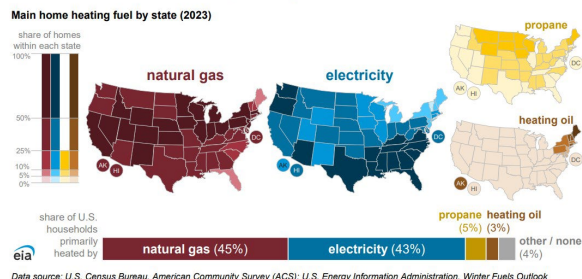 Main home heating fuel by state (2023)
share of homes
within each state
100%
50%
25%
10%
5%
0%
natural gas
AK
HI
DC
electricity
AK
HI
DC
propane
AK
HI
DC
heating oil
AK
HI
DC
share of U.S.
households
primarily
heated by
natural gas (45%)
electricity (43%)
propane
(5%)
heating oil
(3%)
other / none
(4%)
eia
Data source: U.S. Census Bureau, American Community Survey (ACS); U.S. Energy Information Administration, Winter Fuels Outlook